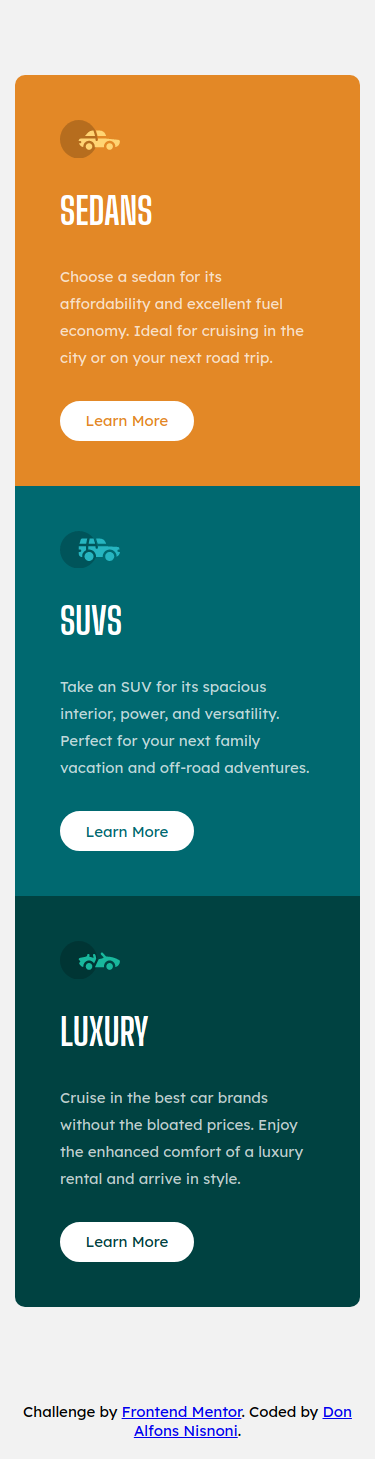 SEDANS
Choose a sedan for its
affordability and excellent fuel
economy. Ideal for cruising in the
city or on your next road trip.
Learn More
SUVS
Take an SUV for its spacious
interior, power, and versatility.
Perfect for your next family
vacation and off-road adventures.
Learn More
LUXURY
Cruise in the best car brands
without the bloated prices. Enjoy
the enhanced comfort of a luxury
rental and arrive in style.
Learn More
Challenge by Frontend Mentor. Coded by Don
Alfons Nisnoni.